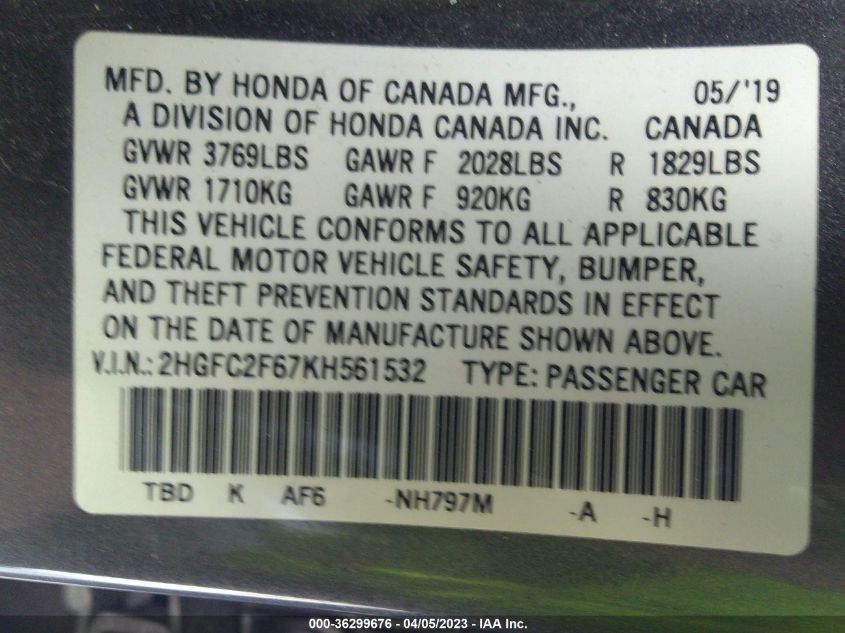 MFD. BY HONDA OF CANADA MFG., 05/'19
A DIVISION OF HONDA CANADA INC. CANADA
GVWR 3769LBS GAWR F 2028LBS R 1829LBS
GVWR 1710KG GAWR F 920KG R 830KG
THIS VEHICLE CONFORMS TO ALL APPLICABLE
FEDERAL MOTOR VEHICLE SAFETY, BUMPER,
AND THEFT PREVENTION STANDARDS IN EFFECT
ON THE DATE OF MANUFACTURE SHOWN ABOVE.
V.I.N.: 2HGFC2F67KH561532 TYPE: PASSENGER CAR
TBD K AF6 -NH797M -A -H
000-36299676 - 04/05/2023 - IAA Inc.